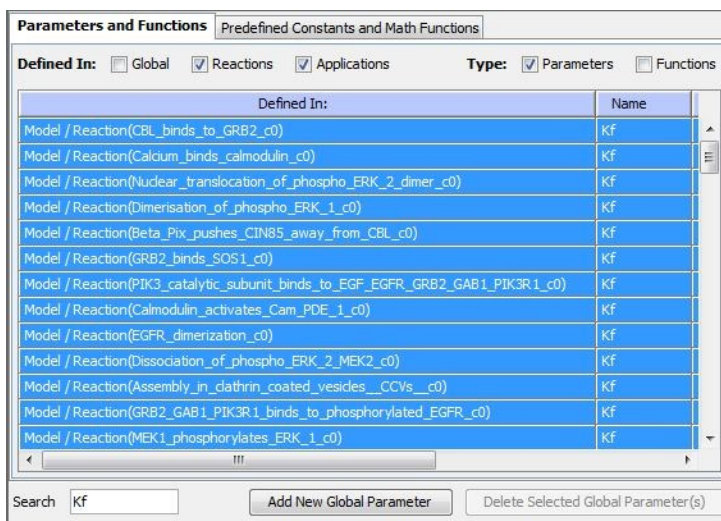 Parameters and Functions Predefined Constants and Math Functions
Defined In: Global Reactions Applications Type: Parameters Functions
Defined In: Name
Model / Reaction(CBL_binds_to_GRB2_c0) Kf
Model / Reaction(Calcium_binds_calmodulin_c0) Kf
Model / Reaction(Nuclear_translocation_of_phospho_ERK_2_dimer_c0) Kf
Model / Reaction(Dimerisation_of_phospho_ERK_1_c0) Kf
Model / Reaction(Beta_Pix_pushes_CIN85_away_from_CBL_c0) Kf
Model / Reaction(GRB2_binds_SOS1_c0) Kf
Model / Reaction(PIK3_catalytic_subunit_binds_to_EGF_EGFR_GRB2_GAB1_PIK3R1_c0) Kf
Model / Reaction(Calmodulin_activates_Cam_PDE_1_c0) Kf
Model / Reaction(EGFR_dimerization_c0) Kf
Model / Reaction(Dissociation_of_phospho_ERK_2_MEK2_c0) Kf
Model / Reaction(Assembly_in_clathrin_coated_vesicles__CCVs__c0) Kf
Model / Reaction(GRB2_GAB1_PIK3R1_binds_to_phosphorylated_EGFR_c0) Kf
Model / Reaction(MEK1_phosphorylates_ERK_1_c0) Kf
Search Kf Add New Global Parameter Delete Selected Global Parameter(s)